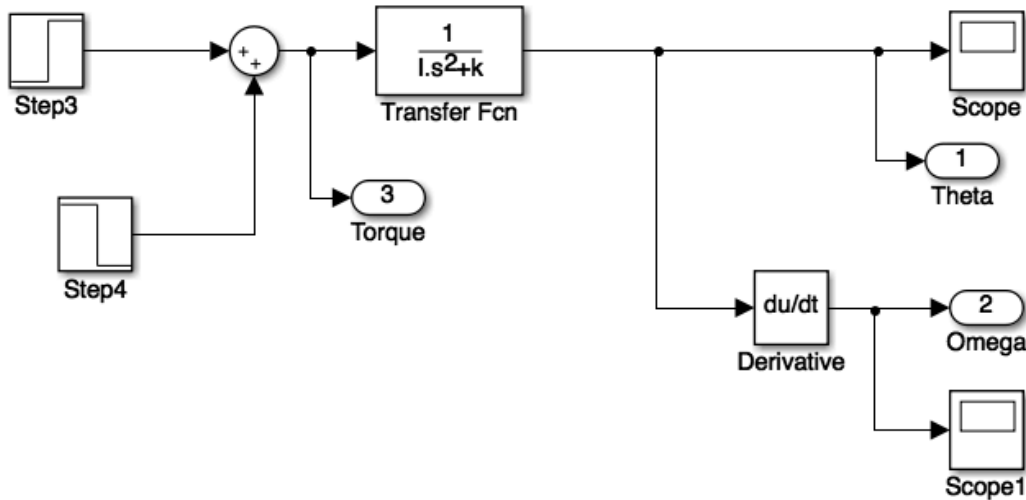 Step3
+
+
1
I.s²+k
Transfer Fcn
Scope
1
Theta
3
Torque
Step4
du/dt
Derivative
2
Omega
Scope1